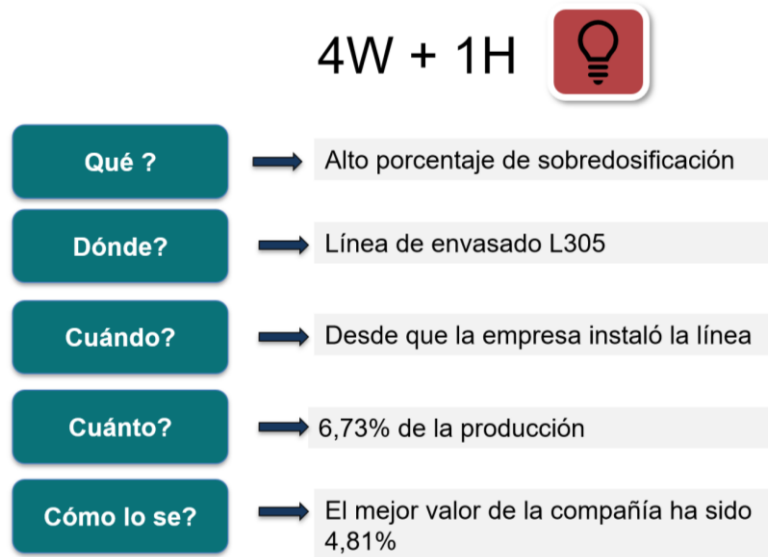 4W + 1H
Qué ?
Alto porcentaje de sobredosificación
Dónde?
Línea de envasado L305
Cuándo?
Desde que la empresa instaló la línea
Cuánto?
6,73% de la producción
Cómo lo se?
El mejor valor de la compañía ha sido
4,81%